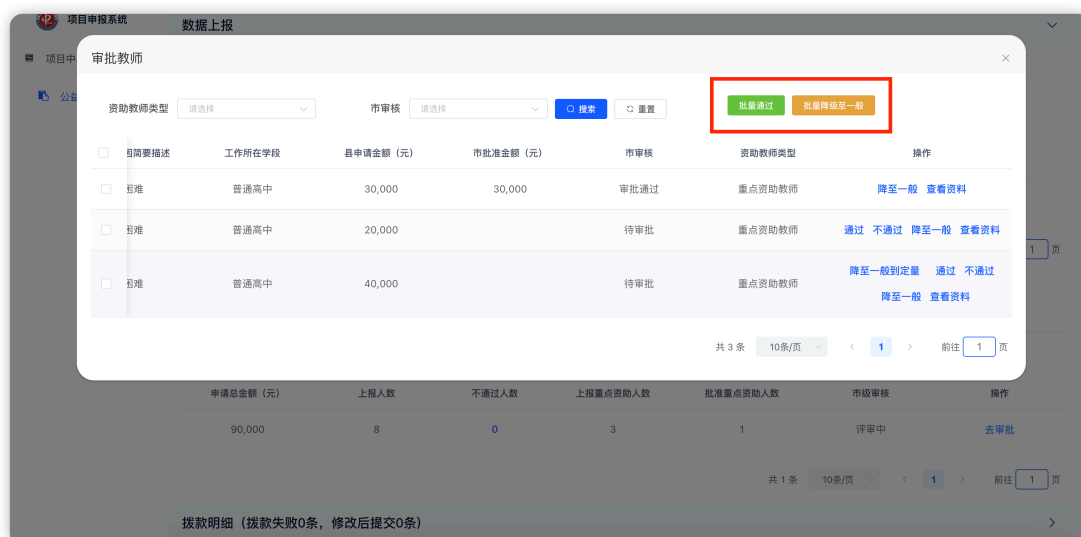 项目申报系统
数据上报
项目中
公益
审批教师
资助教师类型 请选择 市审核 请选择 搜索 重置 批量通过 批量降级至一般
因简要描述 工作所在学段 县申请金额（元） 市批准金额（元） 市审核 资助教师类型 操作
困难 普通高中 30,000 30,000 审批通过 重点资助教师 降至一般 查看资料
困难 普通高中 20,000 待审批 重点资助教师 通过 不通过 降至一般 查看资料
困难 普通高中 40,000 待审批 重点资助教师 降至一般到定量 通过 不通过
降至一般 查看资料
1 页
共 3 条 10条/页 1 前往 1 页
申请总金额（元） 上报人数 不通过人数 上报重点资助人数 批准重点资助人数 市级审核 操作
90,000 8 0 3 1 评审中 去审批
共 1 条 10条/页 1 前往 1 页
拨款明细（拨款失败0条，修改后提交0条）